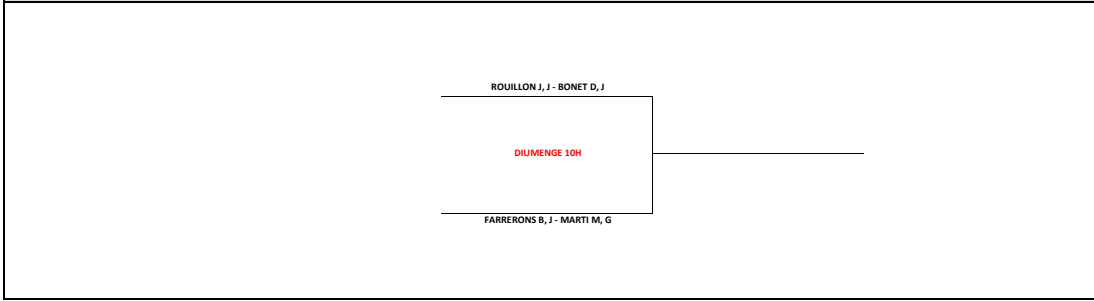 ROUILLON J, J - BONET D, J
DIUMENGE 10H
FARRERONS B, J - MARTI M, G